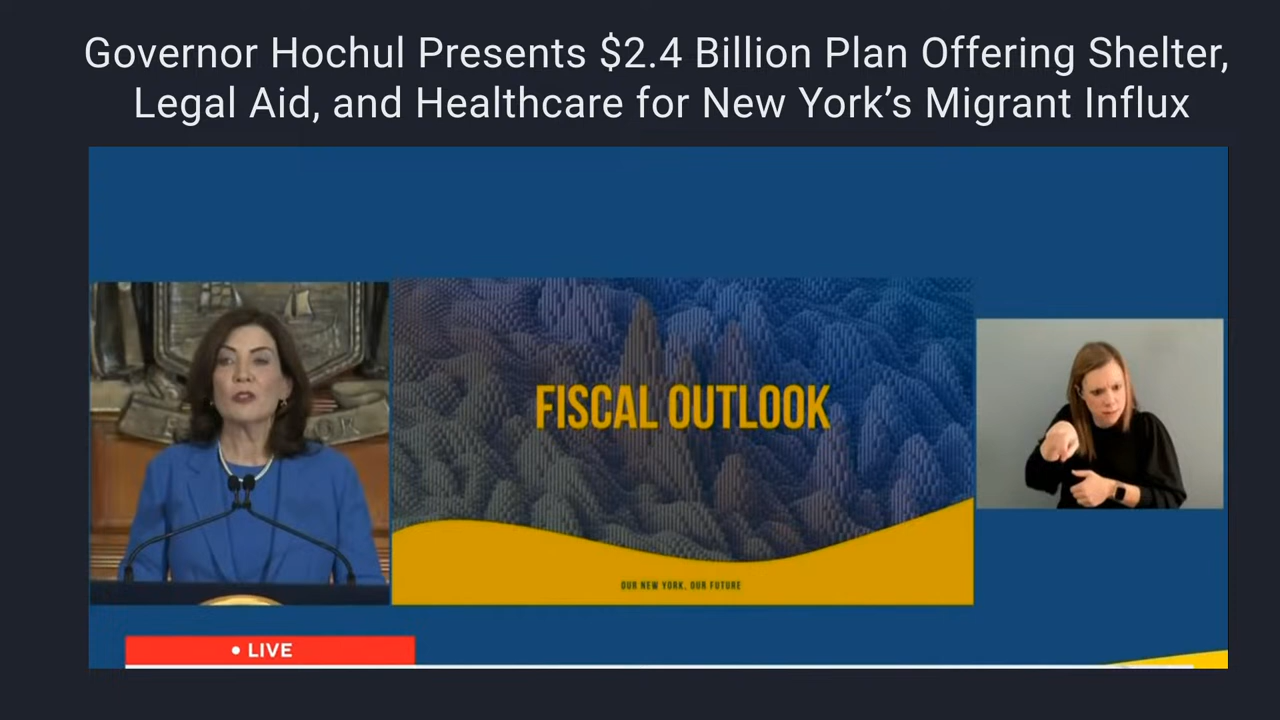 Governor Hochul Presents $2.4 Billion Plan Offering Shelter,
Legal Aid, and Healthcare for New York’s Migrant Influx
FISCAL OUTLOOK
OUR NEW YORK, OUR FUTURE
• LIVE